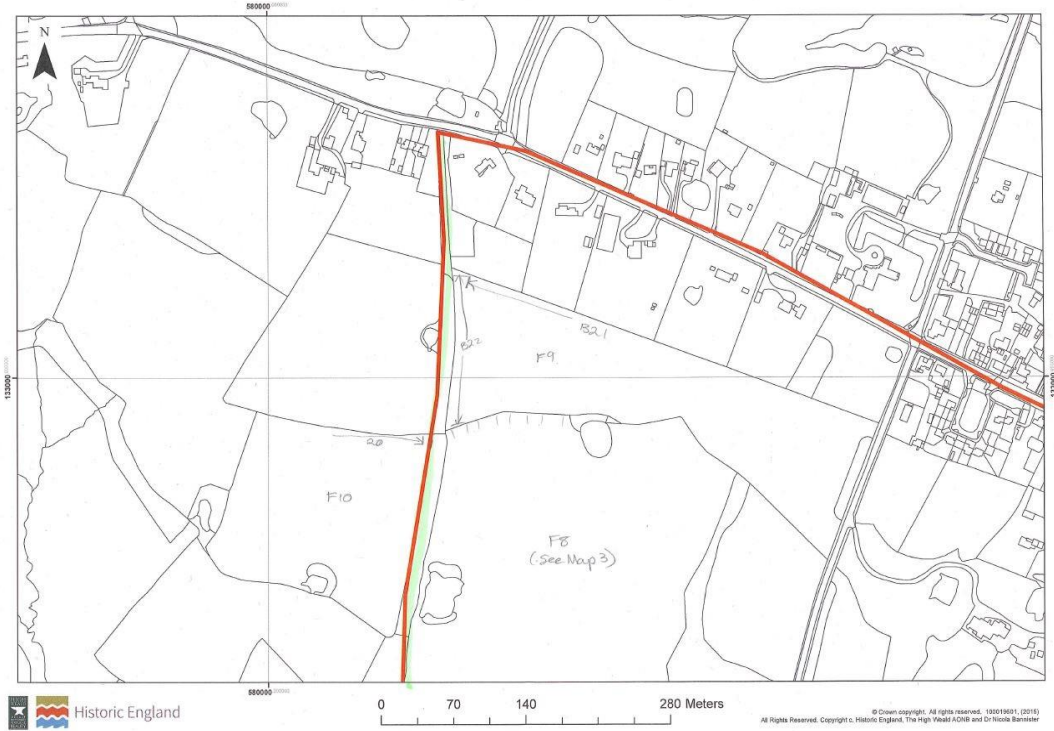 580000
N
B21
B22
F9
133000
133000
20
F10
F8
(See Map 3)
580000
Historic England
0 70 140 280 Meters
© Crown copyright, All rights reserved, 100019601, (2016)
All Rights Reserved, Copyright c. Historic England, The High Weald AONB and Dr Nicola Bannister